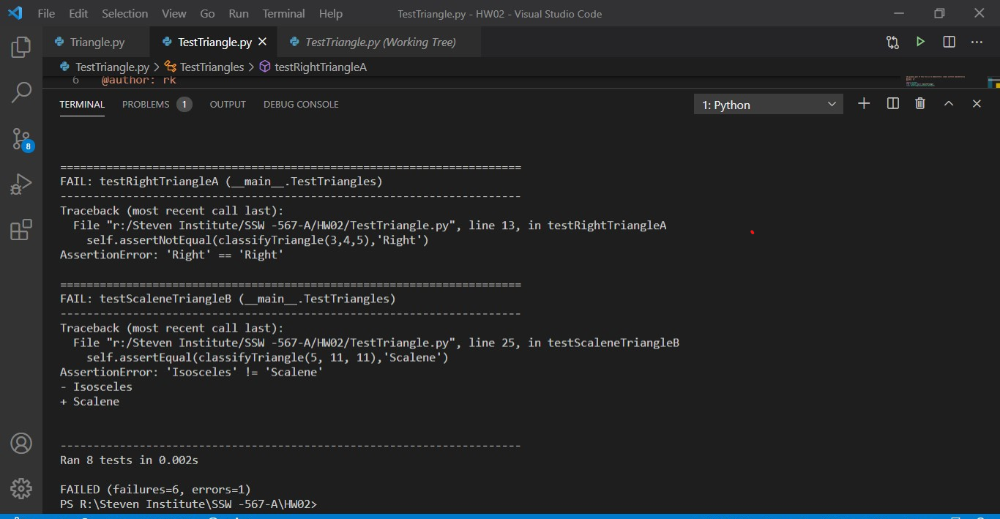 File Edit Selection View Go Run Terminal Help TestTriangle.py - HW02 - Visual Studio Code
Triangle.py TestTriangle.py TestTriangle.py (Working Tree)
TestTriangle.py > TestTriangles > testRightTriangleA
6 @author: rk
TERMINAL PROBLEMS 1 OUTPUT DEBUG CONSOLE 1: Python
8
======================================================================
FAIL: testRightTriangleA (__main__.TestTriangles)
----------------------------------------------------------------------
Traceback (most recent call last):
  File "r:/Steven Institute/SSW -567-A/HW02/TestTriangle.py", line 13, in testRightTriangleA
    self.assertNotEqual(classifyTriangle(3,4,5),'Right')
AssertionError: 'Right' == 'Right'
======================================================================
FAIL: testScaleneTriangleB (__main__.TestTriangles)
----------------------------------------------------------------------
Traceback (most recent call last):
  File "r:/Steven Institute/SSW -567-A/HW02/TestTriangle.py", line 25, in testScaleneTriangleB
    self.assertEqual(classifyTriangle(5, 11, 11),'Scalene')
AssertionError: 'Isosceles' != 'Scalene'
- Isosceles
+ Scalene
----------------------------------------------------------------------
Ran 8 tests in 0.002s
FAILED (failures=6, errors=1)
PS R:\Steven Institute\SSW -567-A\HW02>